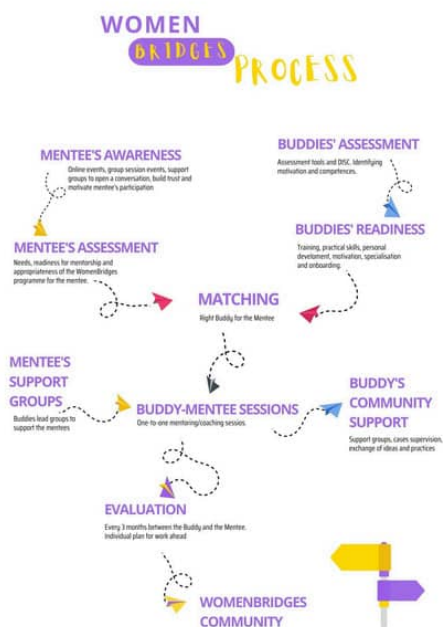 WOMEN
BRIDGES
PROCESS
MENTEE'S AWARENESS
Online events, group session events, support
groups to open a conversation, build trust and
motivate mentee's participation
BUDDIES' ASSESSMENT
Assessment tools and DISC. Identifying
motivation and competences.
MENTEE'S ASSESSMENT
Needs, readiness for mentorship and
appropriateness of the WomenBridges
programme for the mentee.
BUDDIES' READINESS
Training, practical skills, personal
develoment, motivation, specialisation
and onboarding.
MATCHING
Right Buddy for the Mentee
MENTEE'S
SUPPORT
GROUPS
Buddies lead groups to
support the mentees
BUDDY-MENTEE SESSIONS
One-to-one mentoring/coaching sessios.
BUDDY'S
COMMUNITY
SUPPORT
Support groups, cases supervision,
exchange of ideas and practices
EVALUATION
Every 3 months between the Buddy and the Mentee.
Individual plan for work ahead
WOMENBRIDGES
COMMUNITY